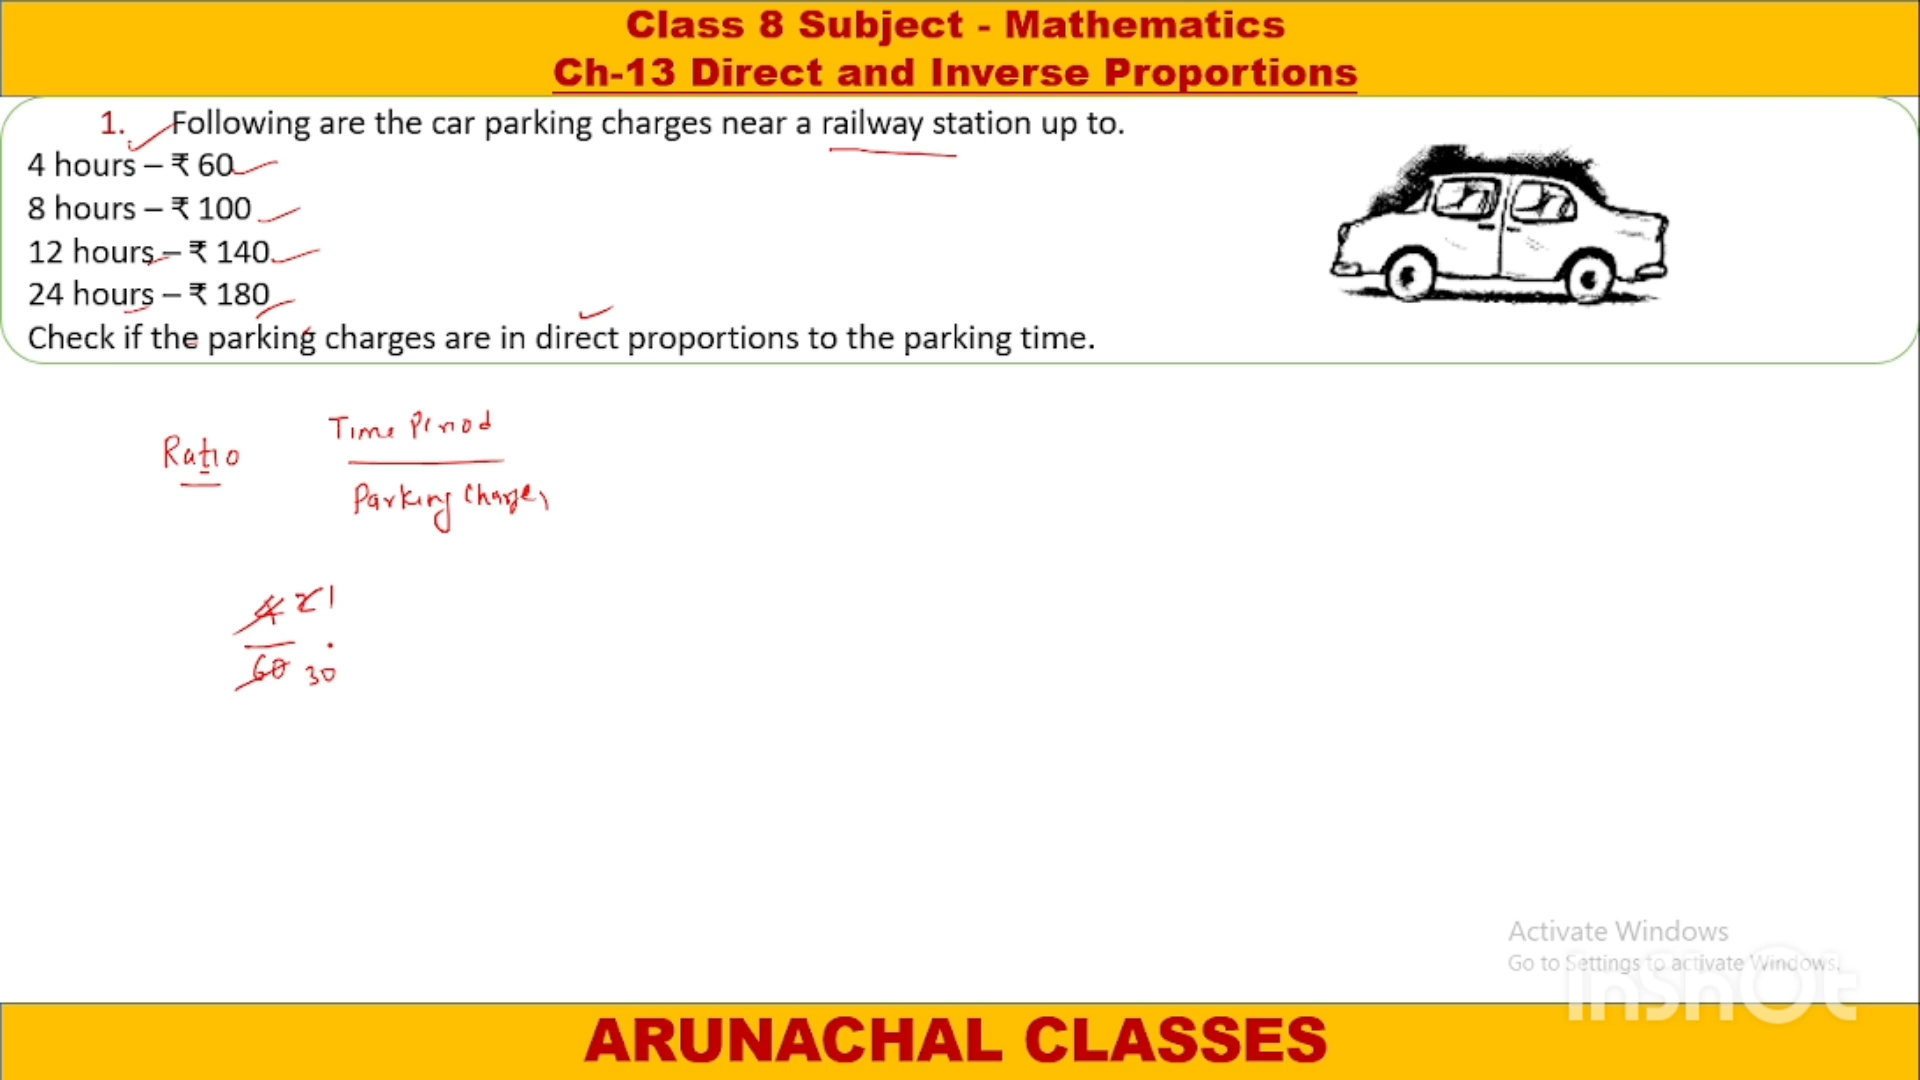 Class 8 Subject - Mathematics
Ch-13 Direct and Inverse Proportions
1. Following are the car parking charges near a railway station up to.
4 hours – ₹ 60
8 hours – ₹ 100
12 hours – ₹ 140
24 hours – ₹ 180
Check if the parking charges are in direct proportions to the parking time.
Ratio
Time Period
Parking Charges
4 2 1
60 30
Activate Windows
Go to Settings to activate Windows.
InShOt
ARUNACHAL CLASSES